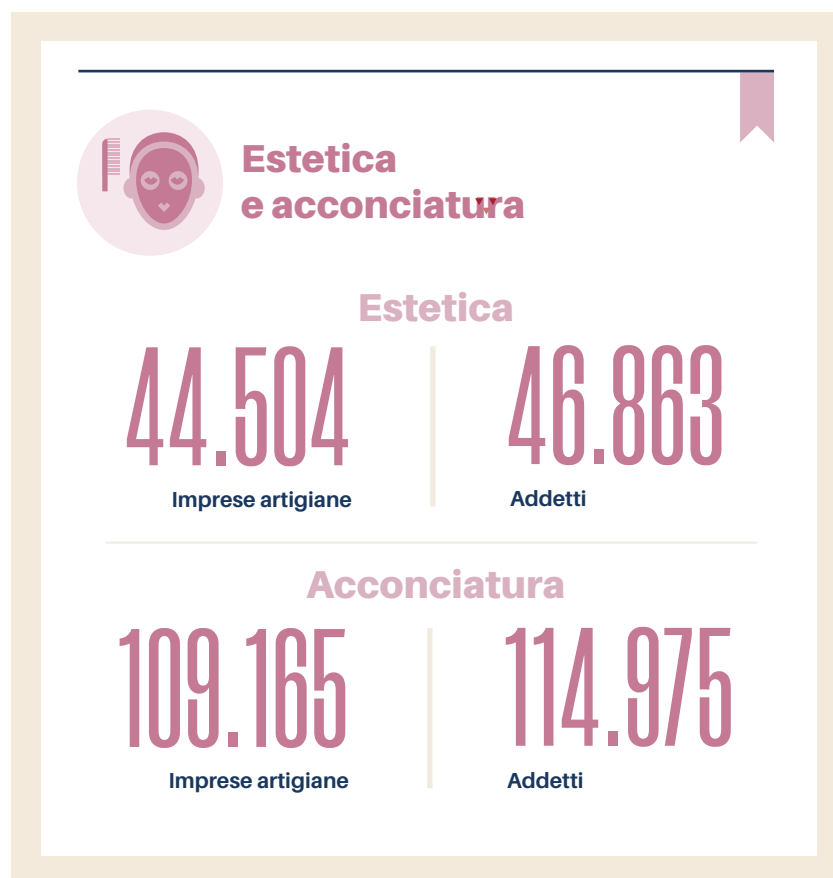 Estetica
e acconciatura
Estetica
44.504
46.863
Imprese artigiane
Addetti
Acconciatura
109.165
114.975
Imprese artigiane
Addetti